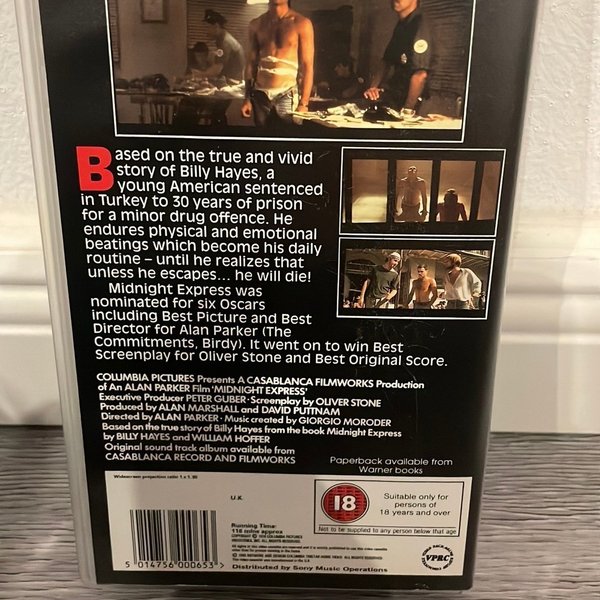 Based on the true and vivid
story of Billy Hayes, a
young American sentenced
in Turkey to 30 years of prison
for a minor drug offence. He
endures physical and emotional
beatings which become his daily
routine – until he realizes that
unless he escapes... he will die!
Midnight Express was
nominated for six Oscars
including Best Picture and Best
Director for Alan Parker (The
Commitments, Birdy). It went on to win Best
Screenplay for Oliver Stone and Best Original Score.
COLUMBIA PICTURES Presents A CASABLANCA FILMWORKS Production
of An ALAN PARKER Film 'MIDNIGHT EXPRESS'
Executive Producer PETER GUBER · Screenplay by OLIVER STONE
Produced by ALAN MARSHALL and DAVID PUTTNAM
Directed by ALAN PARKER · Music created by GIORGIO MORODER
Based on the true story of Billy Hayes from the book Midnight Express
by BILLY HAYES and WILLIAM HOFFER
Original sound track album available from
CASABLANCA RECORD AND FILMWORKS
Paperback available from
Warner books
Widescreen projection ratio: 1 x 1.85
U.K.
18
Suitable only for
persons of
18 years and over
Not to be supplied to any person below that age
Running Time:
116 mins approx
Distributed by Sony Music Operations
5 014756 000653
VPRC